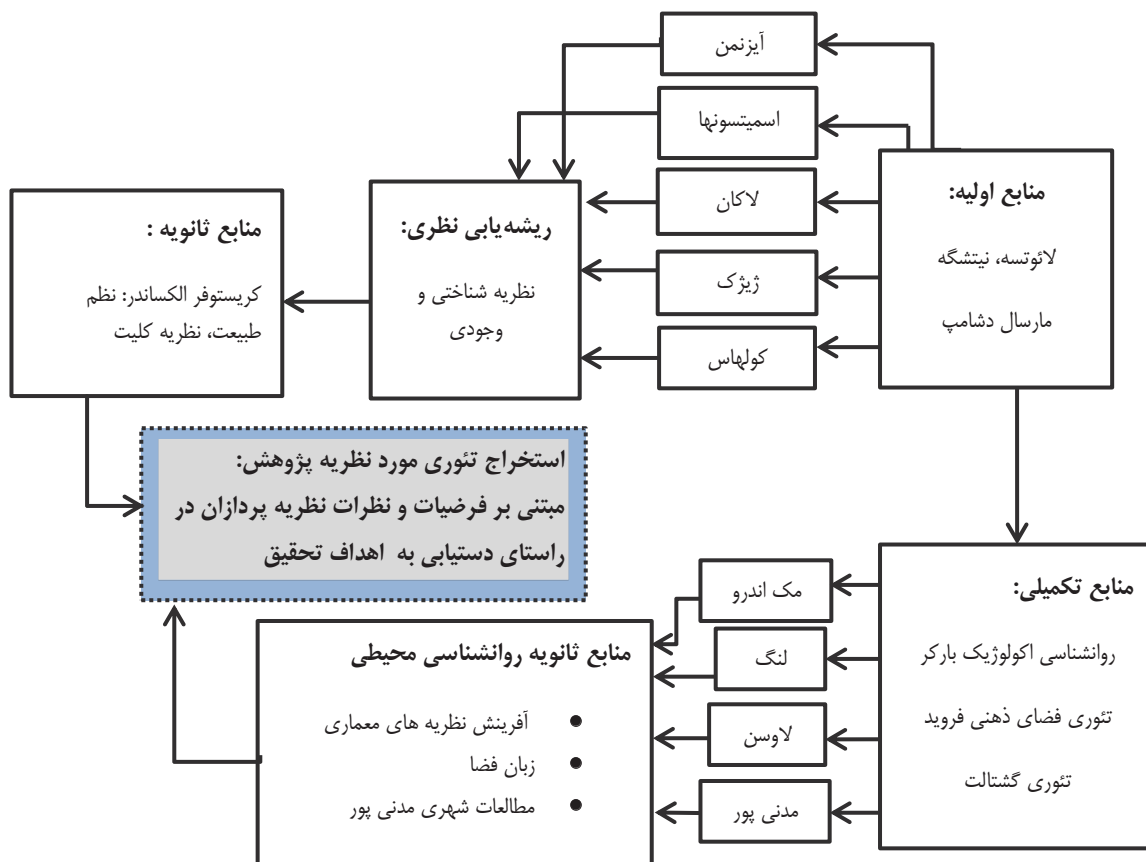 منابع اولیه:
لائوتسه، نیتشگه
مارسال دشامپ
آیزنمن
اسمیتسونها
لاکان
ژیژک
کولهاس
ریشه‌یابی نظری:
نظریه شناختی و
وجودی
منابع ثانویه :
کریستوفر الکساندر: نظم
طبیعت، نظریه کلیت
استخراج تئوری مورد نظریه پژوهش:
مبتنی بر فرضیات و نظرات نظریه پردازان در
راستای دستیابی به اهداف تحقیق
منابع تکمیلی:
روانشناسی اکولوژیک بارکر
تئوری فضای ذهنی فروید
تئوری گشتالت
مک اندرو
لنگ
لاوسن
مدنی پور
منابع ثانویه روانشناسی محیطی
● آفرینش نظریه های معماری
● زبان فضا
● مطالعات شهری مدنی پور